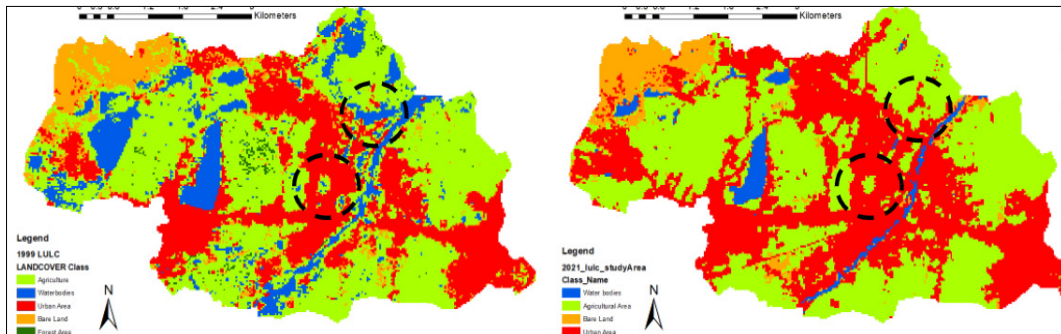 Kilometers
Legend
1999 LULC
LANDCOVER Class
Agriculture
Waterbodies
Urban Area
Bare Land
Forest Area
N
Kilometers
Legend
2021_lulc_studyArea
Class_Name
Water bodies
Agricultural Area
Bare Land
Urban Area
N